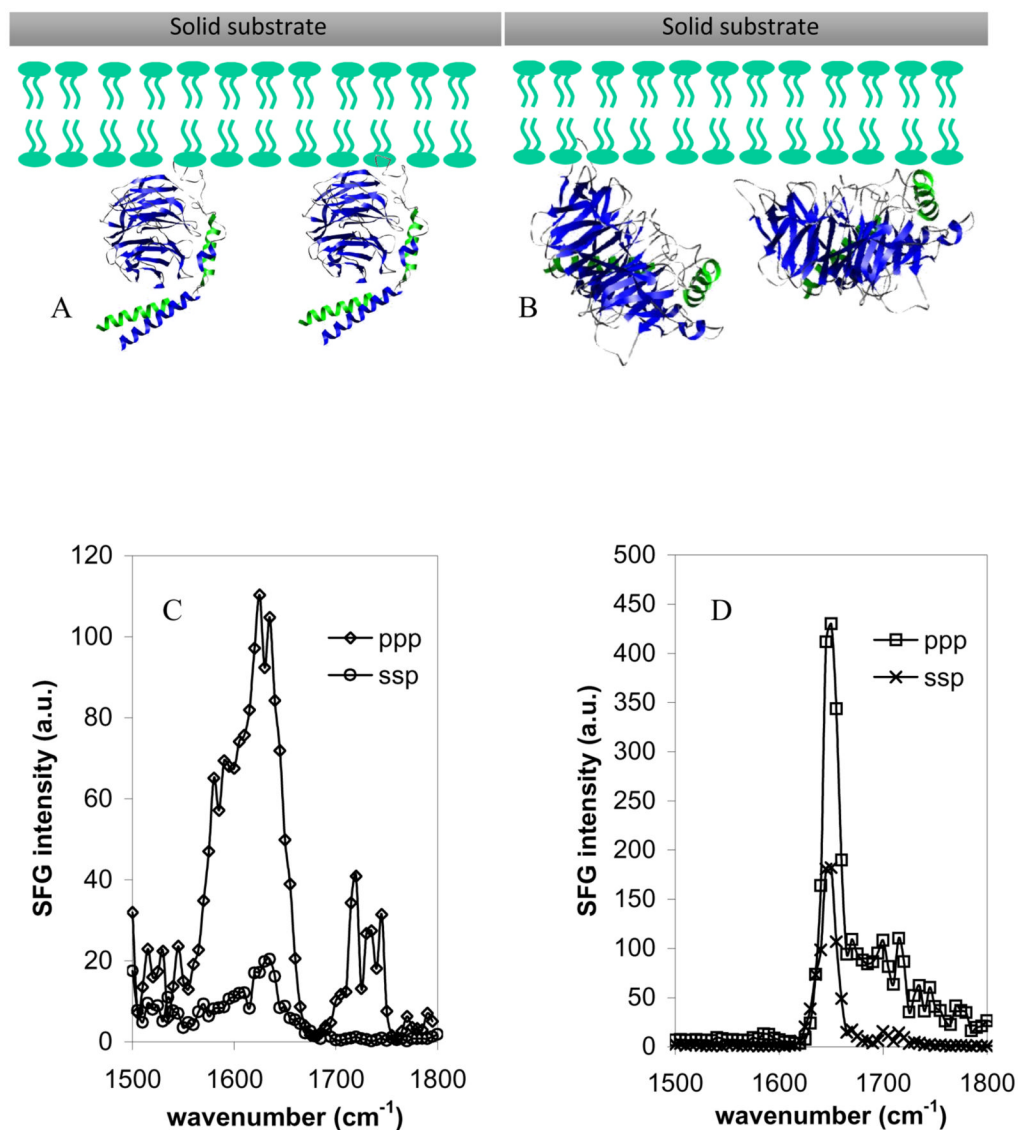 Solid substrate
Solid substrate
A
B
120
100
80
60
40
20
0
SFG intensity (a.u.)
C
ppp
ssp
1500 1600 1700 1800
wavenumber (cm-1)
500
450
400
350
300
250
200
150
100
50
0
SFG intensity (a.u.)
D
ppp
ssp
1500 1600 1700 1800
wavenumber (cm-1)